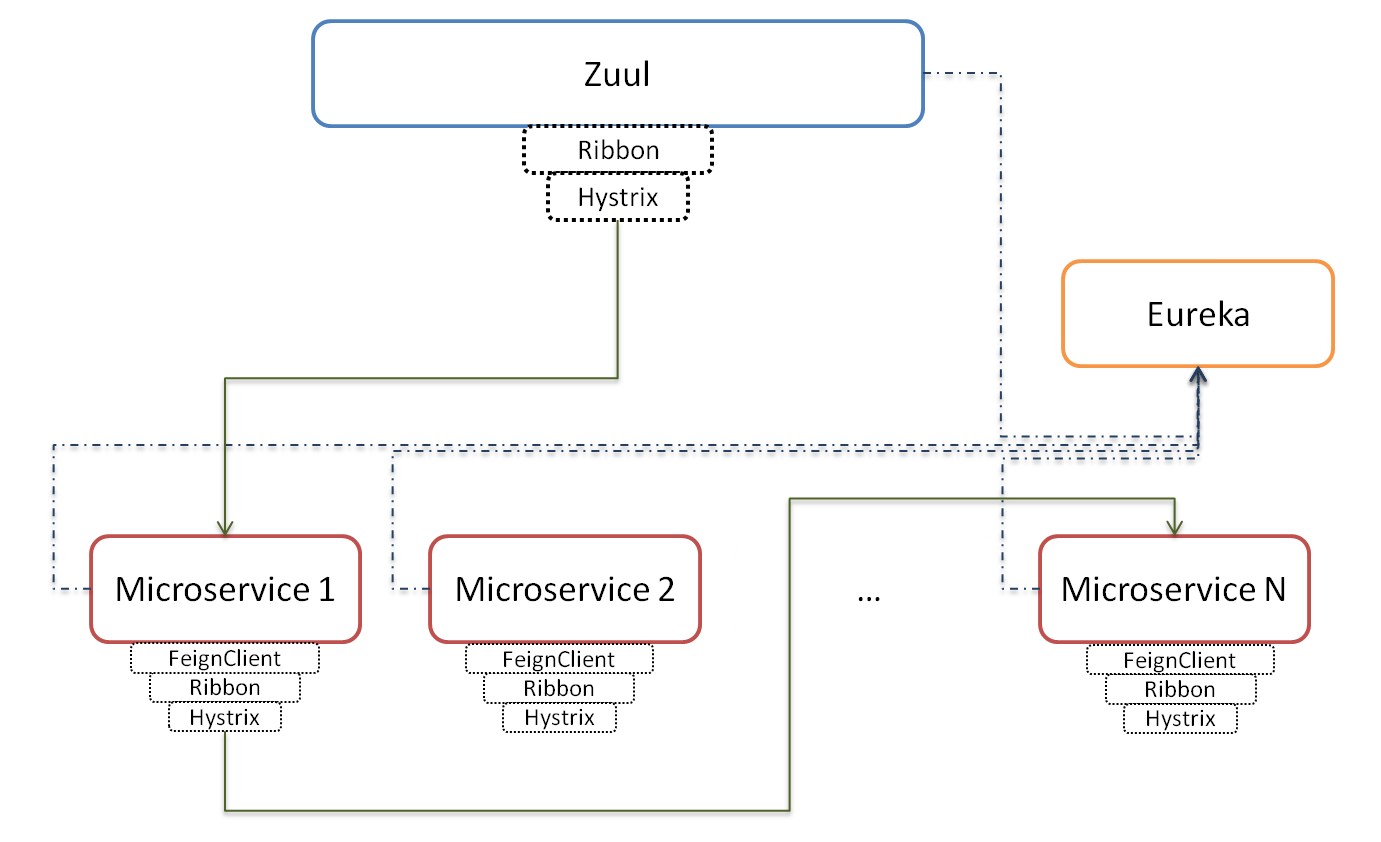 Zuul
Ribbon
Hystrix
Eureka
Microservice 1
Microservice 2
...
Microservice N
FeignClient
Ribbon
Hystrix
FeignClient
Ribbon
Hystrix
FeignClient
Ribbon
Hystrix